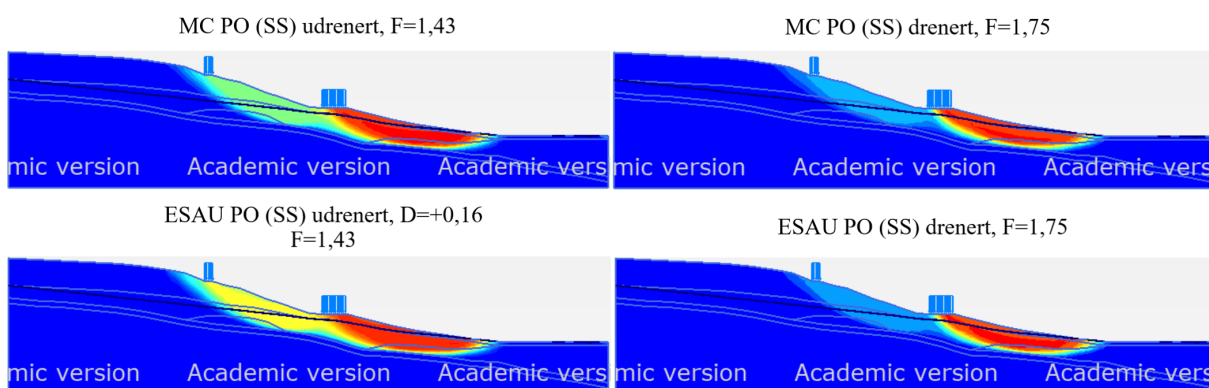 MC PO (SS) udrenert, F=1,43
MC PO (SS) drenert, F=1,75
mic version Academic version Academic vers
mic version Academic version Academic vers
ESAU PO (SS) udrenert, D=+0,16
F=1,43
ESAU PO (SS) drenert, F=1,75
mic version Academic version Academic vers
mic version Academic version Academic vers